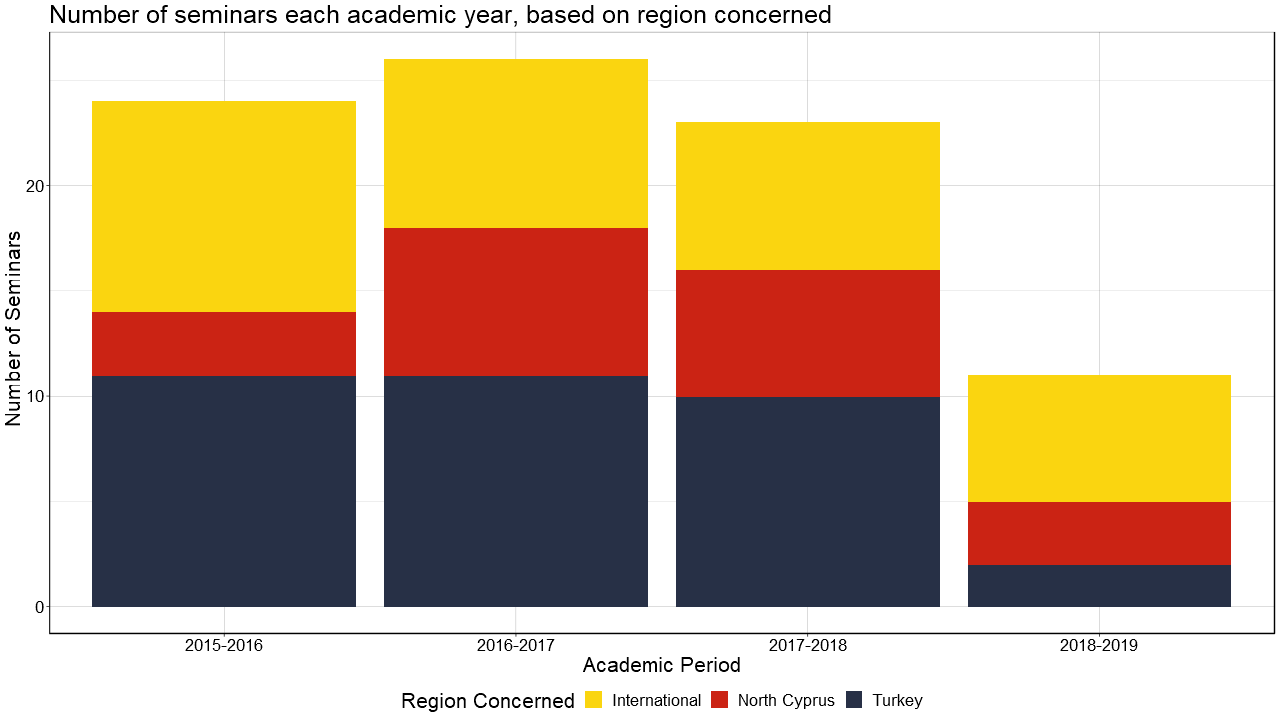 Number of seminars each academic year, based on region concerned
Number of Seminars
20
10
0
2015-2016 2016-2017 2017-2018 2018-2019
Academic Period
Region Concerned International North Cyprus Turkey